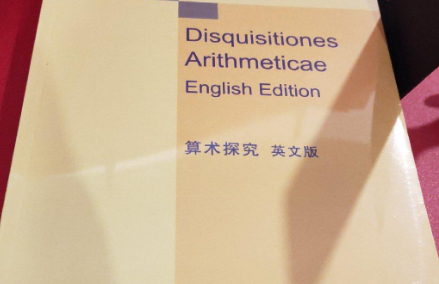 Disquisitiones
Arithmeticae
English Edition
算术探究 英文版